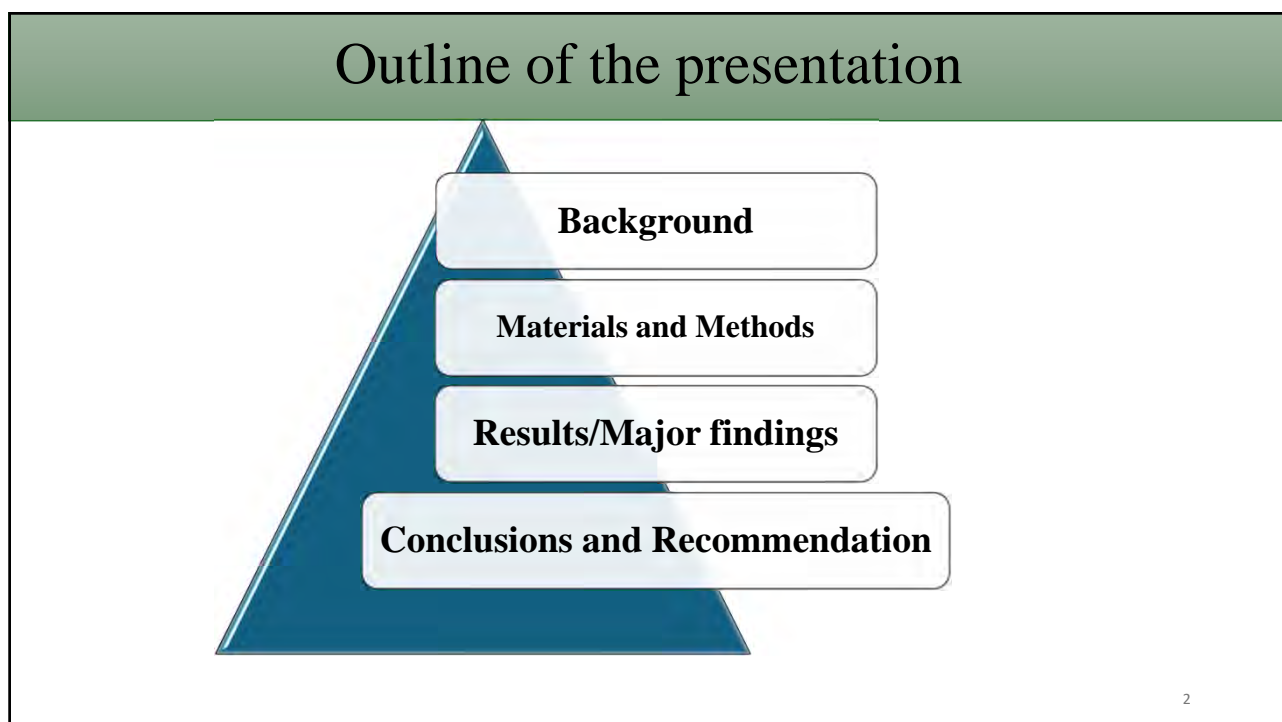 Outline of the presentation
Background
Materials and Methods
Results/Major findings
Conclusions and Recommendation
2